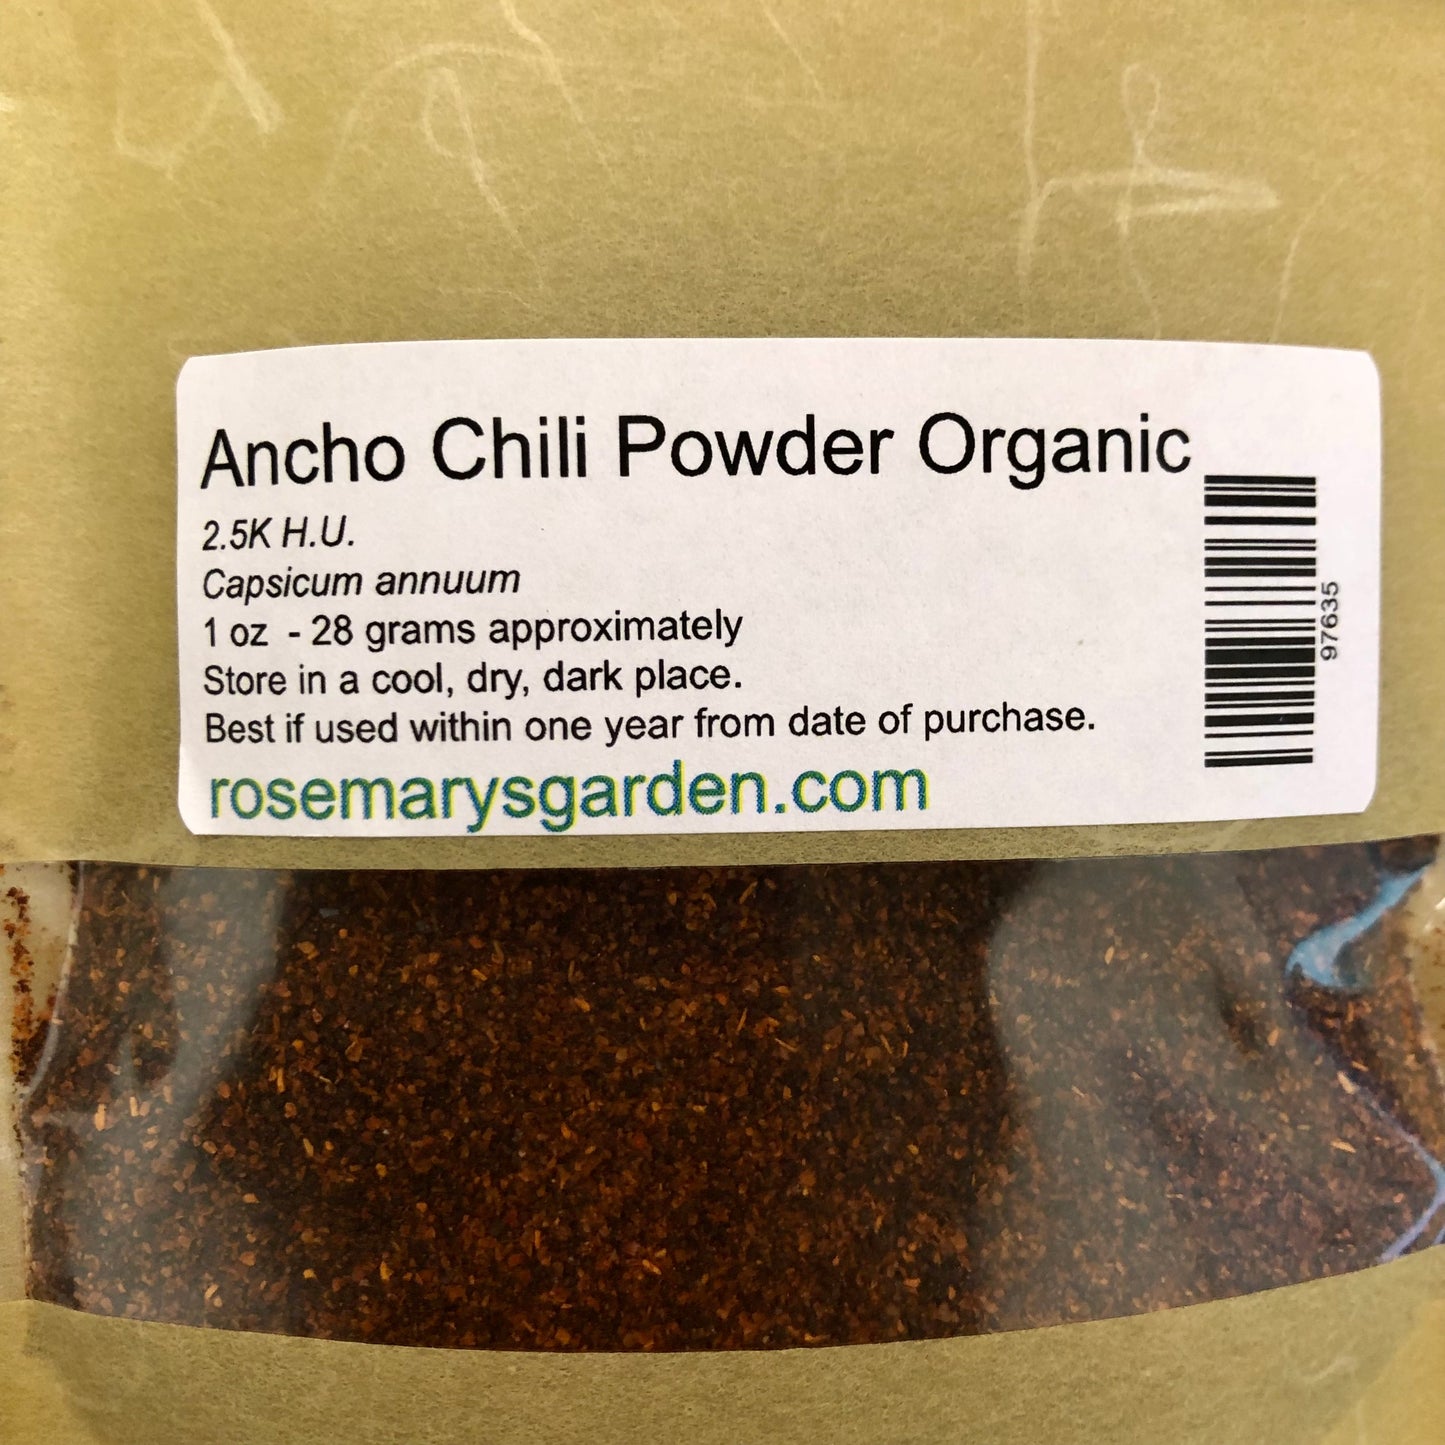 Ancho Chili Powder Organic
2.5K H.U.
Capsicum annuum
1 oz  - 28 grams approximately
Store in a cool, dry, dark place.
Best if used within one year from date of purchase.
rosemarysgarden.com
97635